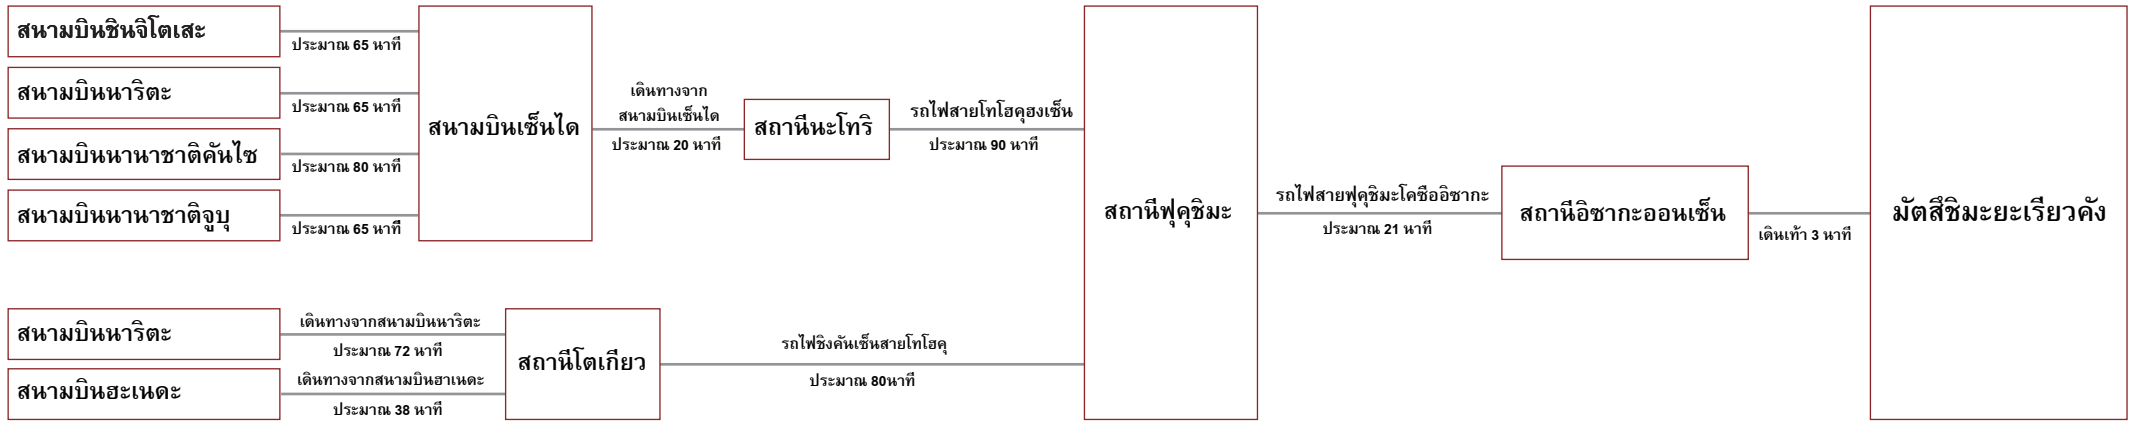 สนามบินชินจิโตเสะ
ประมาณ 65 นาที
สนามบินนาริตะ
ประมาณ 65 นาที
สนามบินนานาชาติคันไซ
ประมาณ 80 นาที
สนามบินนานาชาติจูบุ
ประมาณ 65 นาที
สนามบินเซ็นได
เดินทางจาก
สนามบินเซ็นได
ประมาณ 20 นาที
สถานีนะโทริ
รถไฟสายโทโฮคุฮงเซ็น
ประมาณ 90 นาที
สนามบินนาริตะ
เดินทางจากสนามบินนาริตะ
ประมาณ 72 นาที
สนามบินฮะเนดะ
เดินทางจากสนามบินฮาเนดะ
ประมาณ 38 นาที
สถานีโตเกียว
รถไฟชิงคันเซ็นสายโทโฮคุ
ประมาณ 80นาที
สถานีฟุคุชิมะ
รถไฟสายฟุคุชิมะโคซืออิซากะ
ประมาณ 21 นาที
สถานีอิซากะออนเซ็น
เดินเท้า 3 นาที
มัตสึชิมะยะเรียวคัง